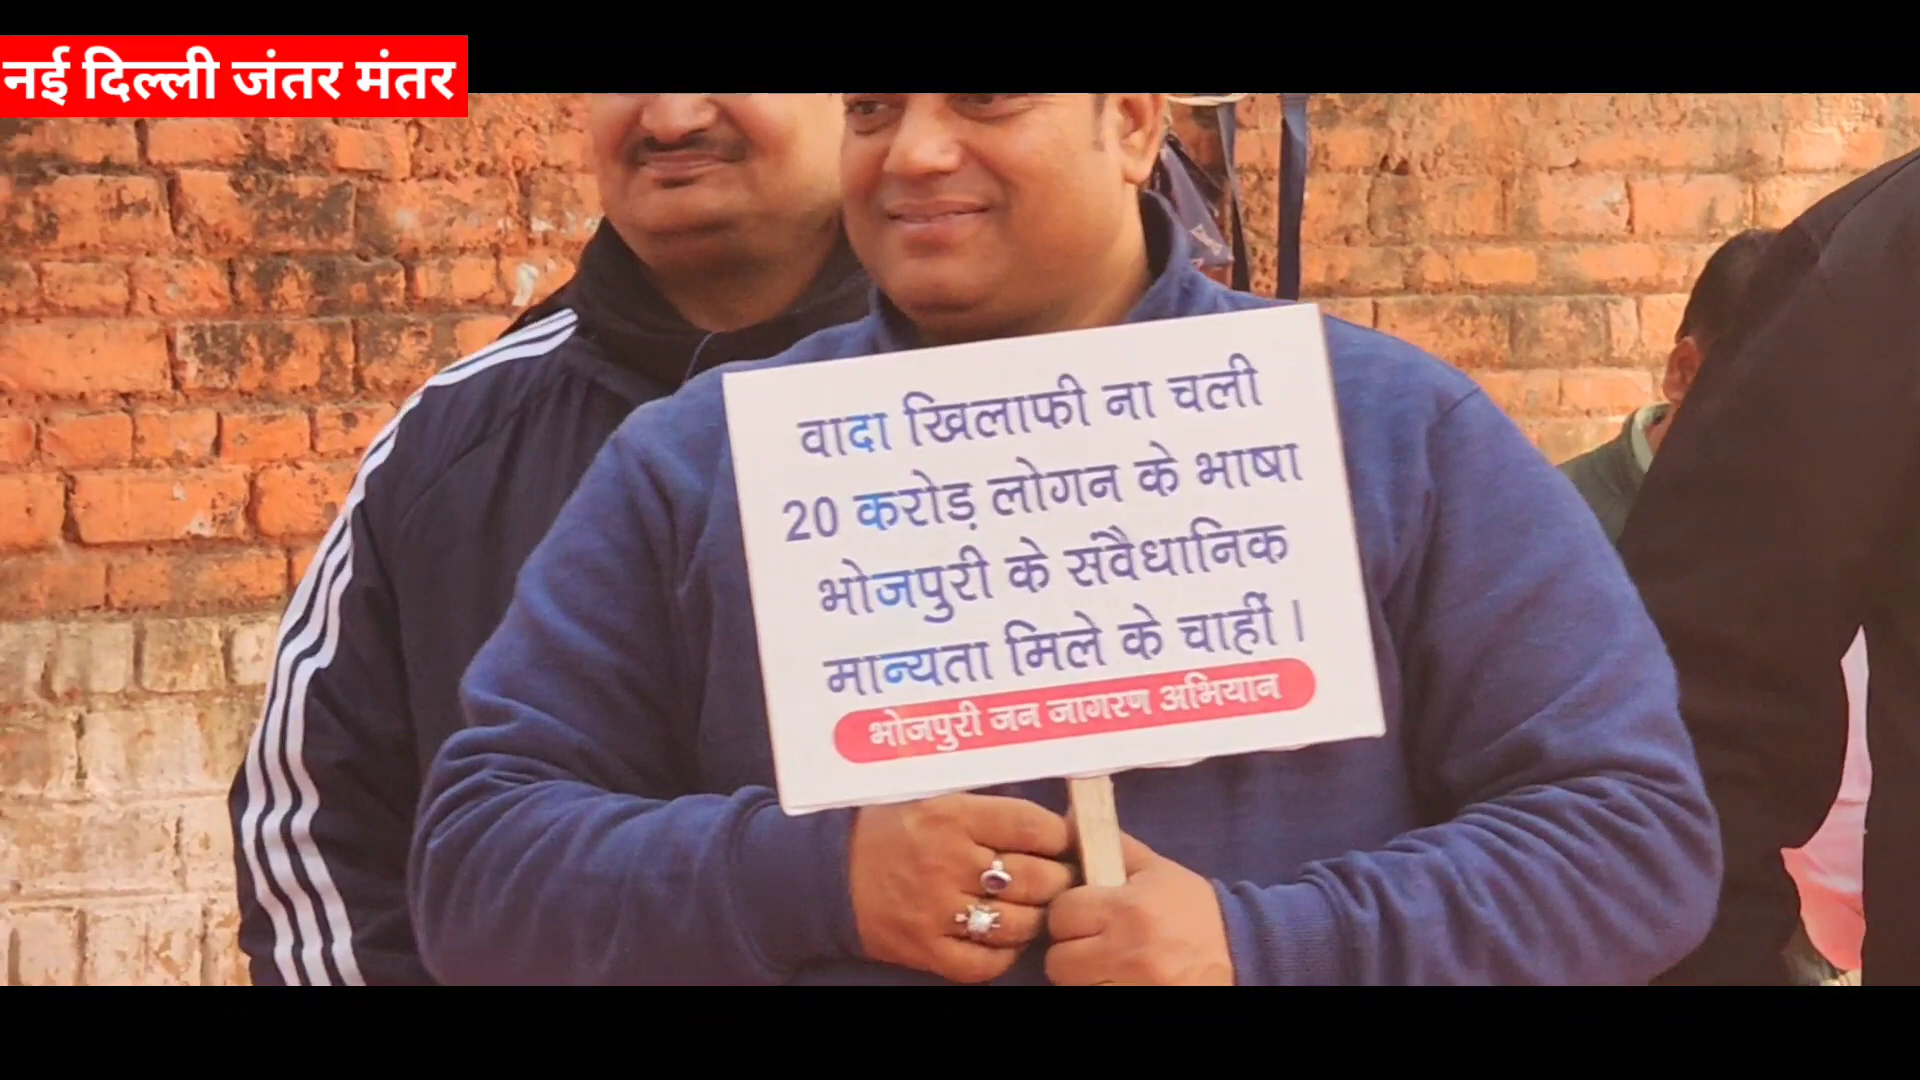 नई दिल्ली जंतर मंतर
वादा खिलाफी ना चली
20 करोड़ लोगन के भाषा
भोजपुरी के संवैधानिक
मान्यता मिले के चाहीं।
भोजपुरी जन जागरण अभियान